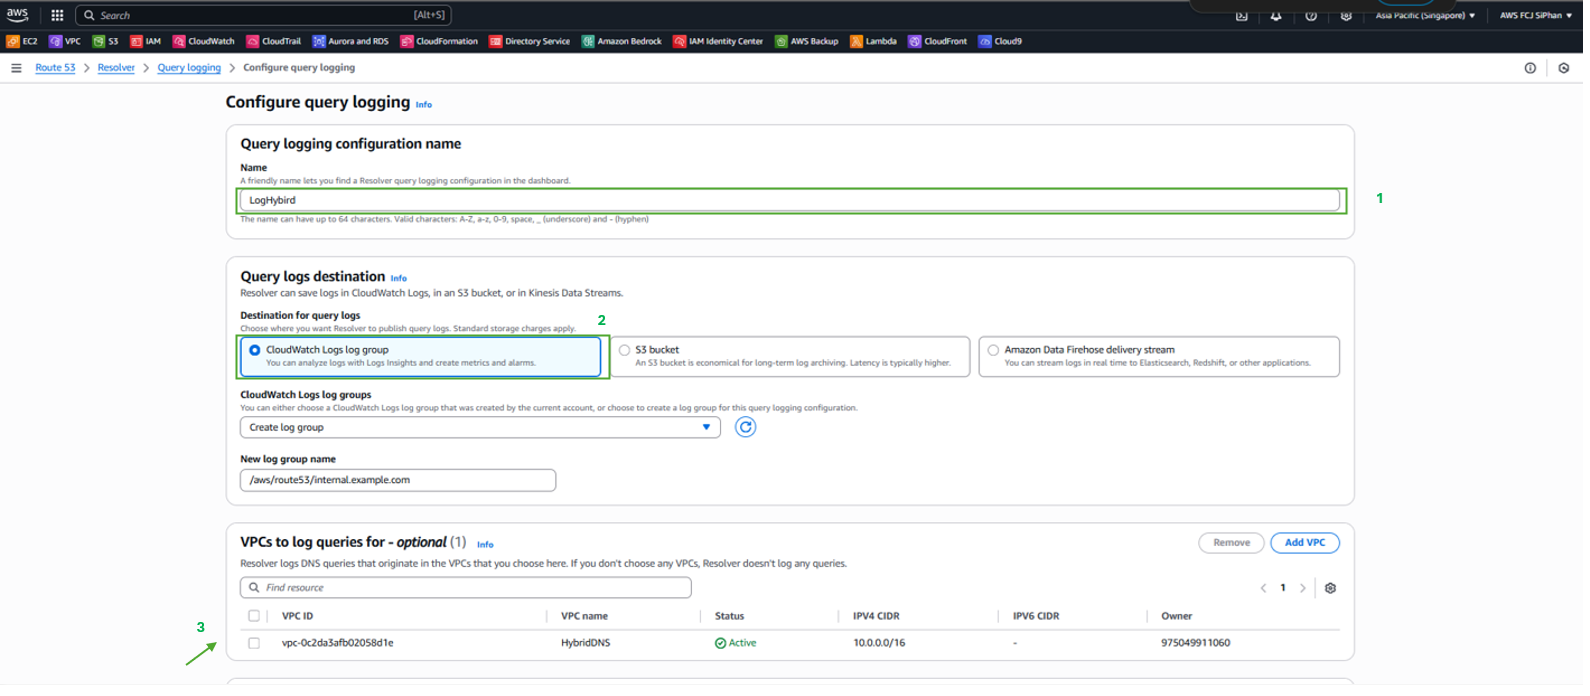 aws Search [Alt+S] Asia Pacific (Singapore) AWS FCJ SiPhan
EC2 VPC S3 IAM CloudWatch CloudTrail Aurora and RDS CloudFormation Directory Service Amazon Bedrock IAM Identity Center AWS Backup Lambda CloudFront Cloud9
Route 53 > Resolver > Query logging > Configure query logging
Configure query logging Info
Query logging configuration name
Name
A friendly name lets you find a Resolver query logging configuration in the dashboard.
LogHybird 1
The name can have up to 64 characters. Valid characters: A-Z, a-z, 0-9, space, _ (underscore) and - (hyphen)
Query logs destination Info
Resolver can save logs in CloudWatch Logs, in an S3 bucket, or in Kinesis Data Streams.
Destination for query logs 2
Choose where you want Resolver to publish query logs. Standard storage charges apply.
CloudWatch Logs log group S3 bucket Amazon Data Firehose delivery stream
You can analyze logs with Logs Insights and create metrics and alarms. An S3 bucket is economical for long-term log archiving. Latency is typically higher. You can stream logs in real time to Elasticsearch, Redshift, or other applications.
CloudWatch Logs log groups
You can either choose a CloudWatch Logs log group that was created by the current account, or choose to create a log group for this query logging configuration.
Create log group
New log group name
/aws/route53/internal.example.com
VPCs to log queries for - optional (1) Info Remove Add VPC
Resolver logs DNS queries that originate in the VPCs that you choose here. If you don't choose any VPCs, Resolver doesn't log any queries.
Find resource < 1 >
VPC ID VPC name Status IPV4 CIDR IPV6 CIDR Owner
3
vpc-0c2da3afb02058d1e HybridDNS Active 10.0.0.0/16 - 975049911060